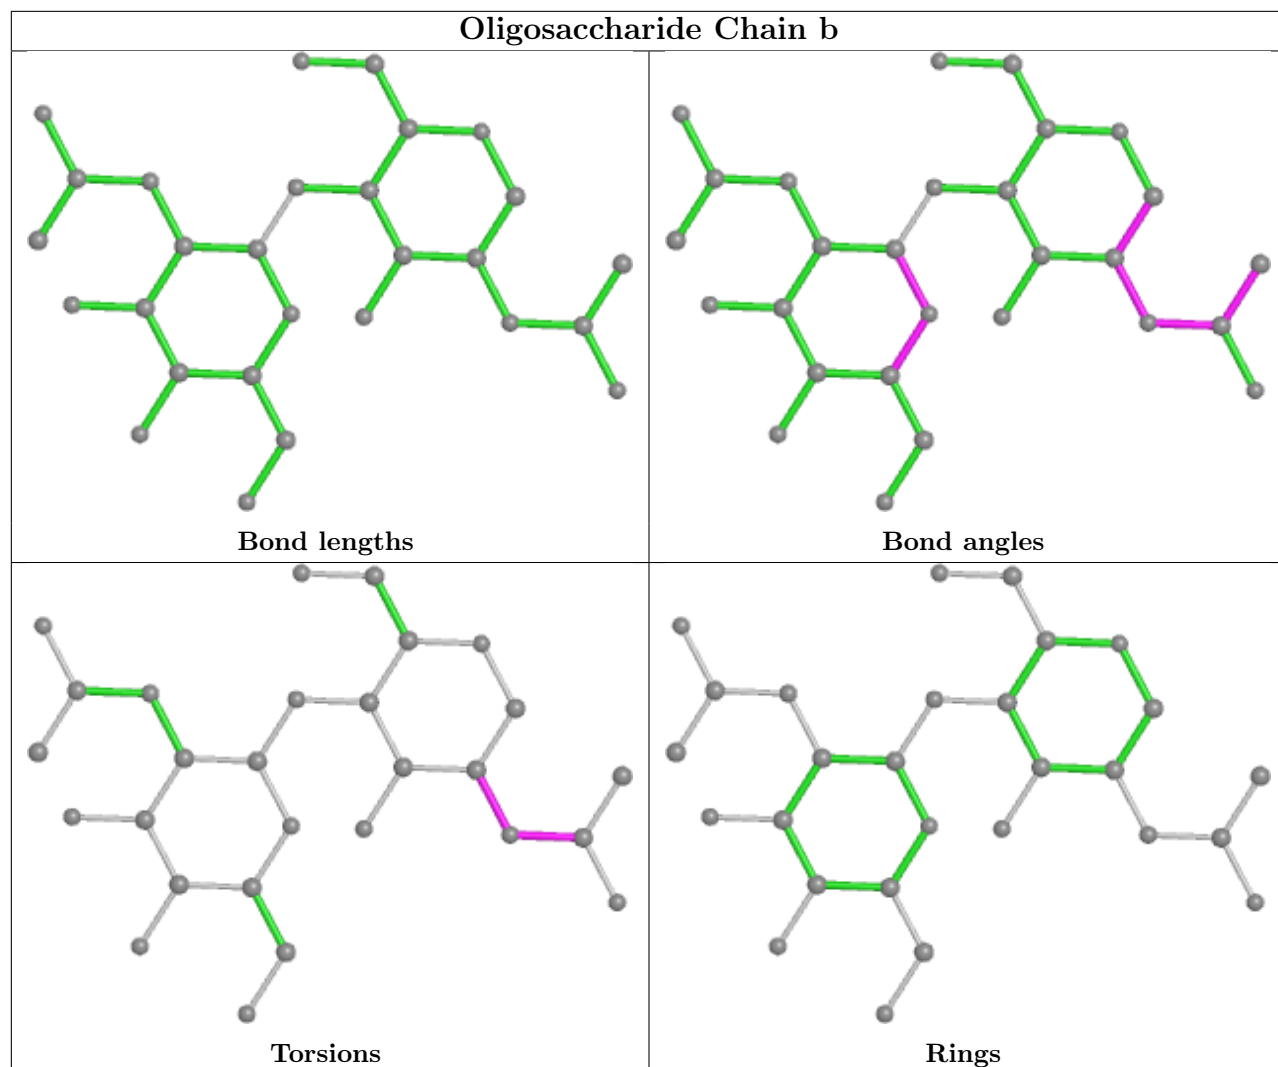 Oligosaccharide Chain b
Bond lengths
Bond angles
Torsions
Rings